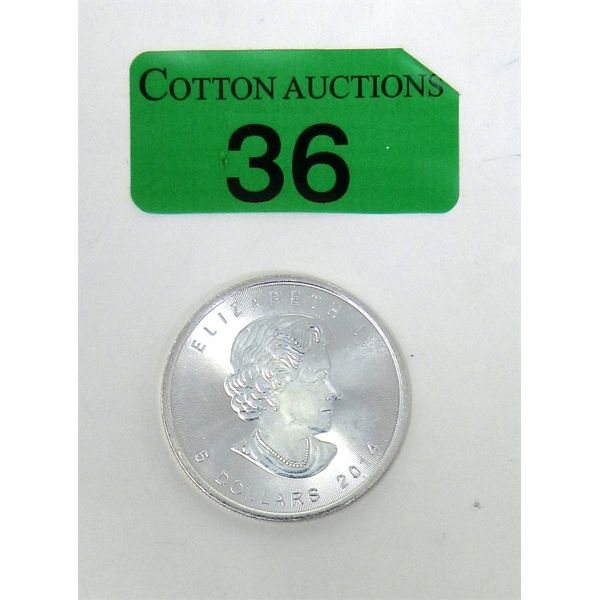 COTTON AUCTIONS
36
ELIZABETH II
5 DOLLARS 2014